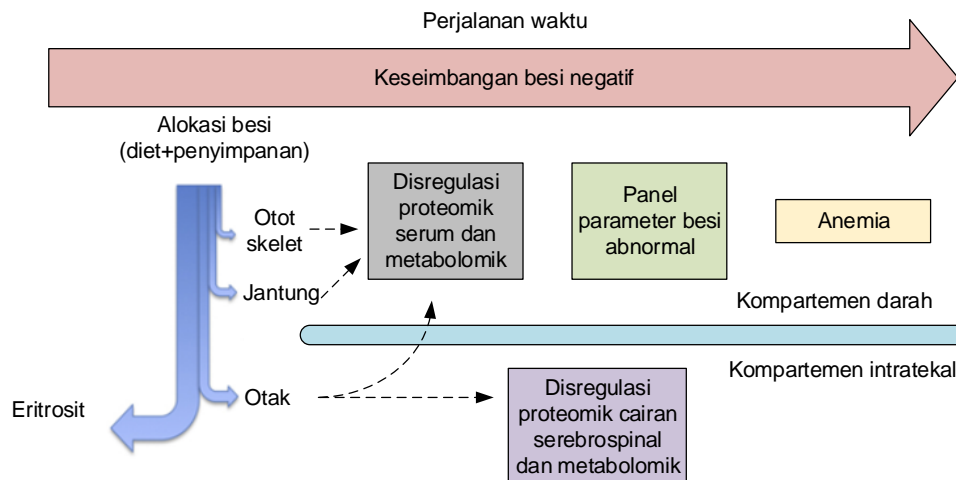 Perjalanan waktu
Keseimbangan besi negatif
Alokasi besi
(diet+penyimpanan)
Otot
skelet
Jantung
Otak
Eritrosit
Disregulasi
proteomik
serum dan
metabolomik
Panel
parameter besi
abnormal
Anemia
Kompartemen darah
Kompartemen intratekal
Disregulasi
proteomik cairan
serebrospinal
dan metabolomik